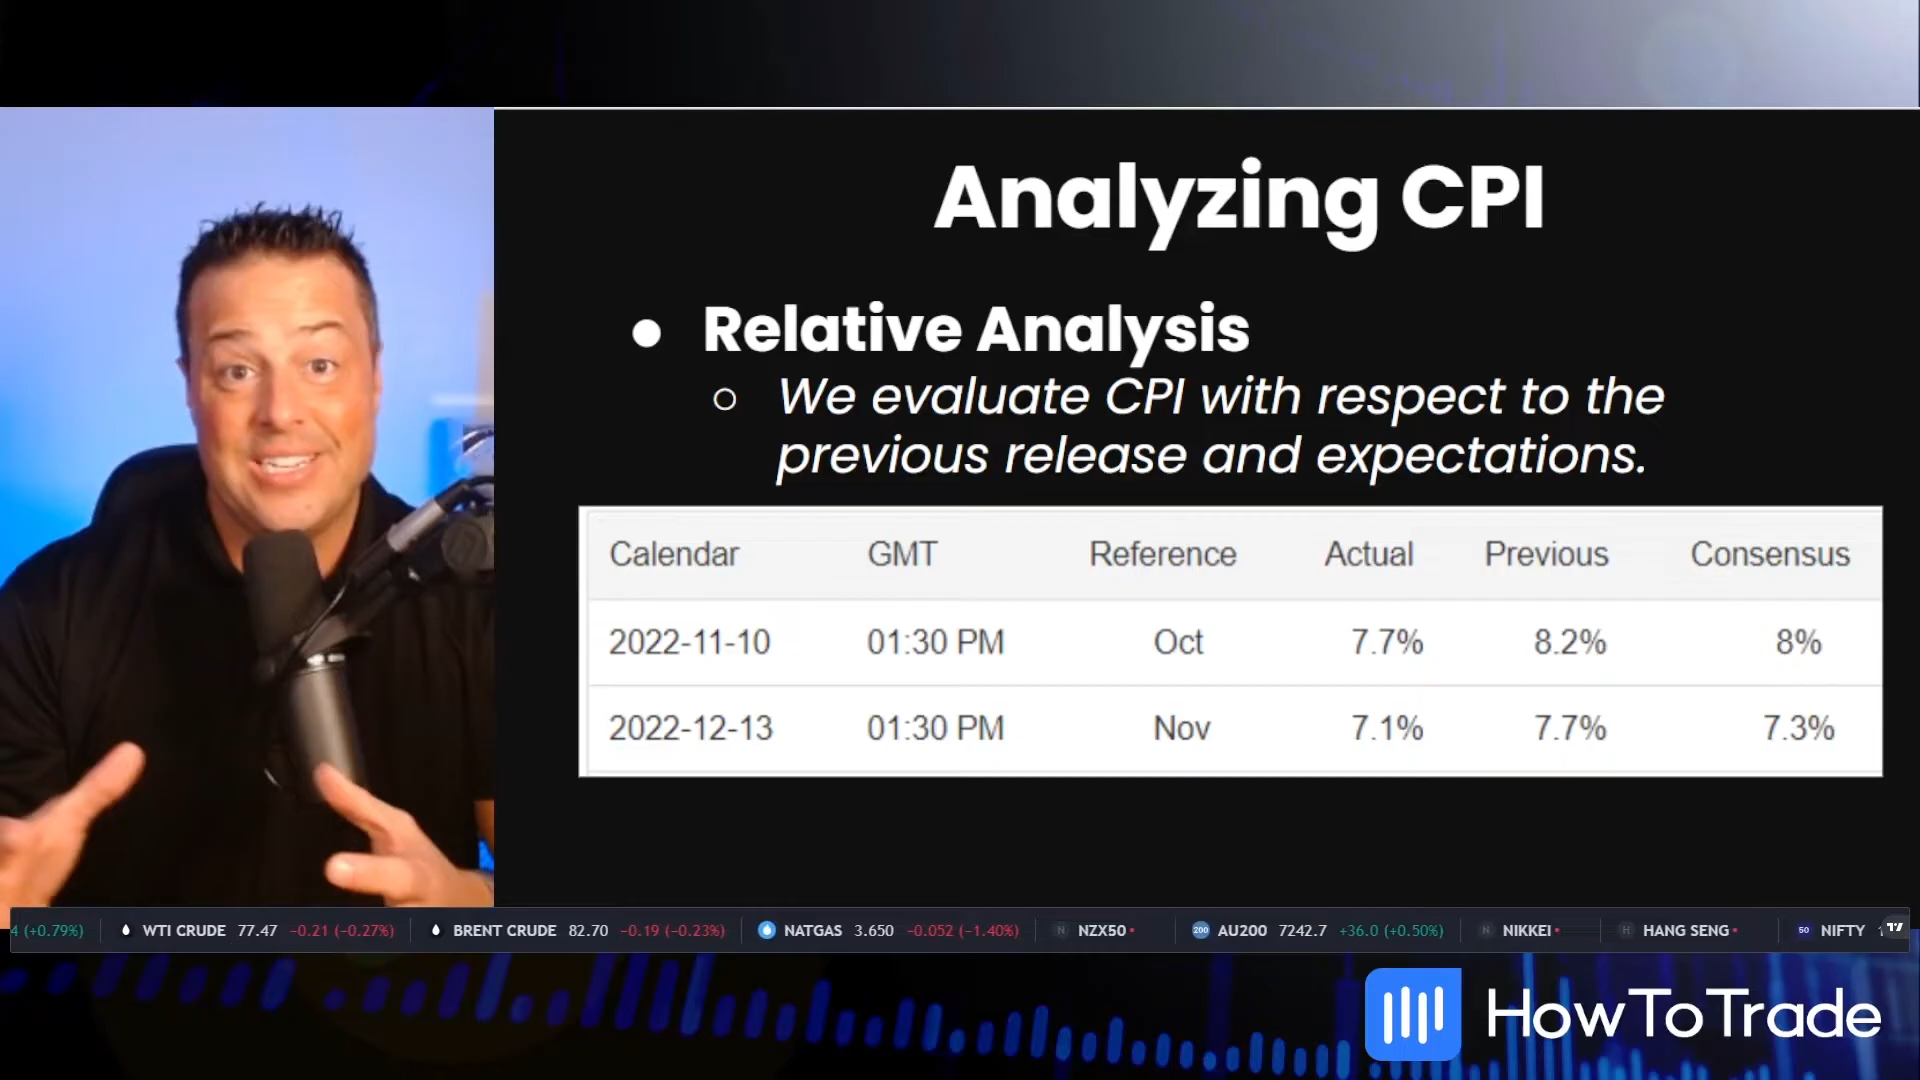 Analyzing CPI
● Relative Analysis
○ We evaluate CPI with respect to the
previous release and expectations.
Calendar GMT Reference Actual Previous Consensus
2022-11-10 01:30 PM Oct 7.7% 8.2% 8%
2022-12-13 01:30 PM Nov 7.1% 7.7% 7.3%
4 (+0.79%) WTI CRUDE 77.47 −0.21 (−0.27%) BRENT CRUDE 82.70 −0.19 (−0.23%) NATGAS 3.650 −0.052 (−1.40%) N NZX50 200 AU200 7242.7 +36.0 (+0.50%) N NIKKEI H HANG SENG 50 NIFTY
HowToTrade